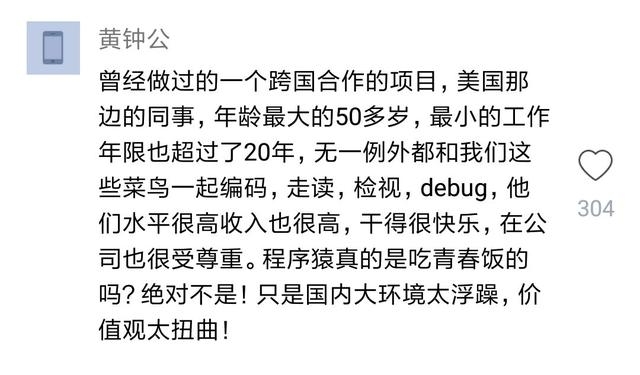 黄钟公
曾经做过的一个跨国合作的项目，美国那
边的同事，年龄最大的50多岁，最小的工作
年限也超过了20年，无一例外都和我们这
些菜鸟一起编码，走读，检视，debug，他
们水平很高收入也很高，干得很快乐，在公
司也很受尊重。程序猿真的是吃青春饭的
吗？绝对不是！只是国内大环境太浮躁，价
值观太扭曲！
304